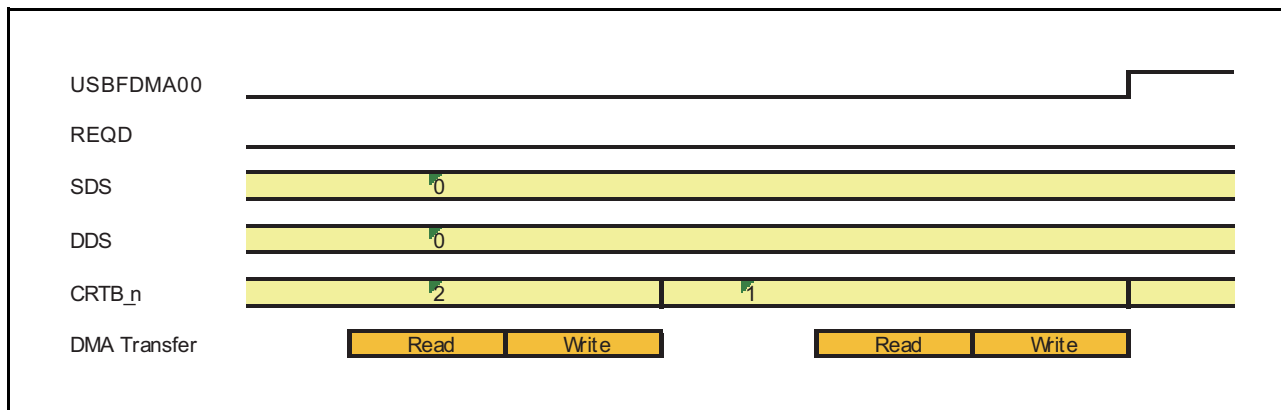 USBFDMA00
REQD
SDS 0
DDS 0
CRTB_n 2 1
DMA Transfer Read Write Read Write